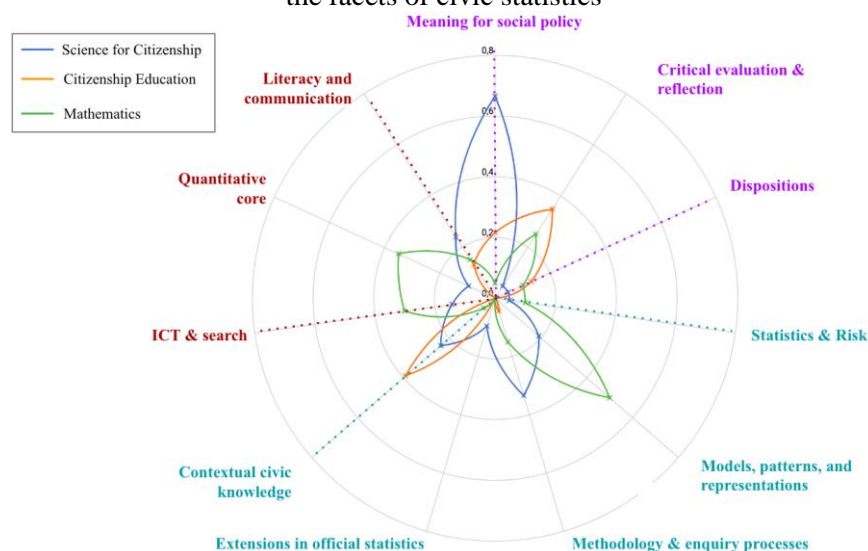 the facets of civic statistics
Meaning for social policy
Science for Citizenship
Citizenship Education
Mathematics
Literacy and
communication
Critical evaluation &
reflection
Quantitative
core
Dispositions
ICT & search
Statistics & Risk
Contextual civic
knowledge
Models, patterns, and
representations
Extensions in official statistics
Methodology & enquiry processes
0,8
0,6
0,4
0,2
0,0